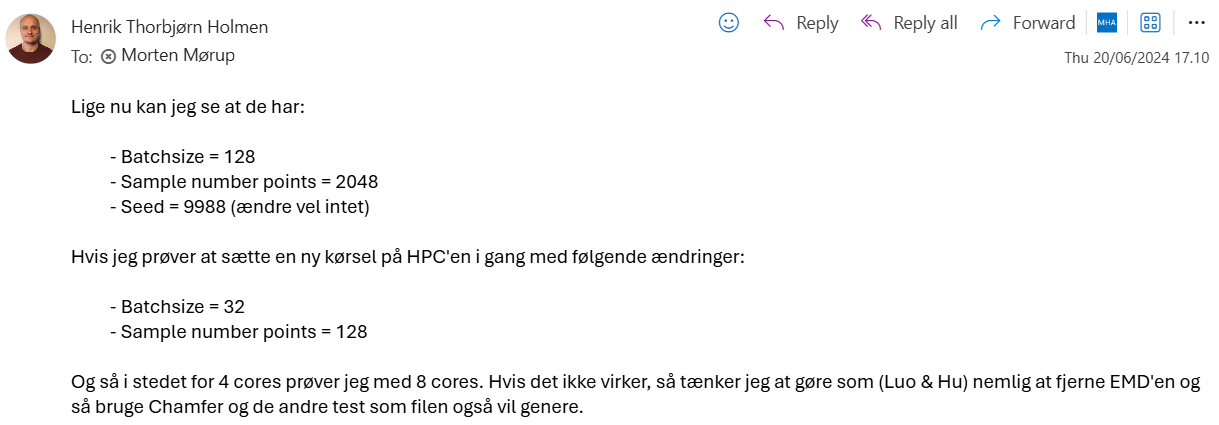 Henrik Thorbjørn Holmen
Reply
Reply all
Forward
MHA
To: Morten Mørup
Thu 20/06/2024 17.10
Lige nu kan jeg se at de har:
- Batchsize = 128
- Sample number points = 2048
- Seed = 9988 (ændre vel intet)
Hvis jeg prøver at sætte en ny kørsel på HPC'en i gang med følgende ændringer:
- Batchsize = 32
- Sample number points = 128
Og så i stedet for 4 cores prøver jeg med 8 cores. Hvis det ikke virker, så tænker jeg at gøre som (Luo & Hu) nemlig at fjerne EMD'en og
så bruge Chamfer og de andre test som filen også vil genere.